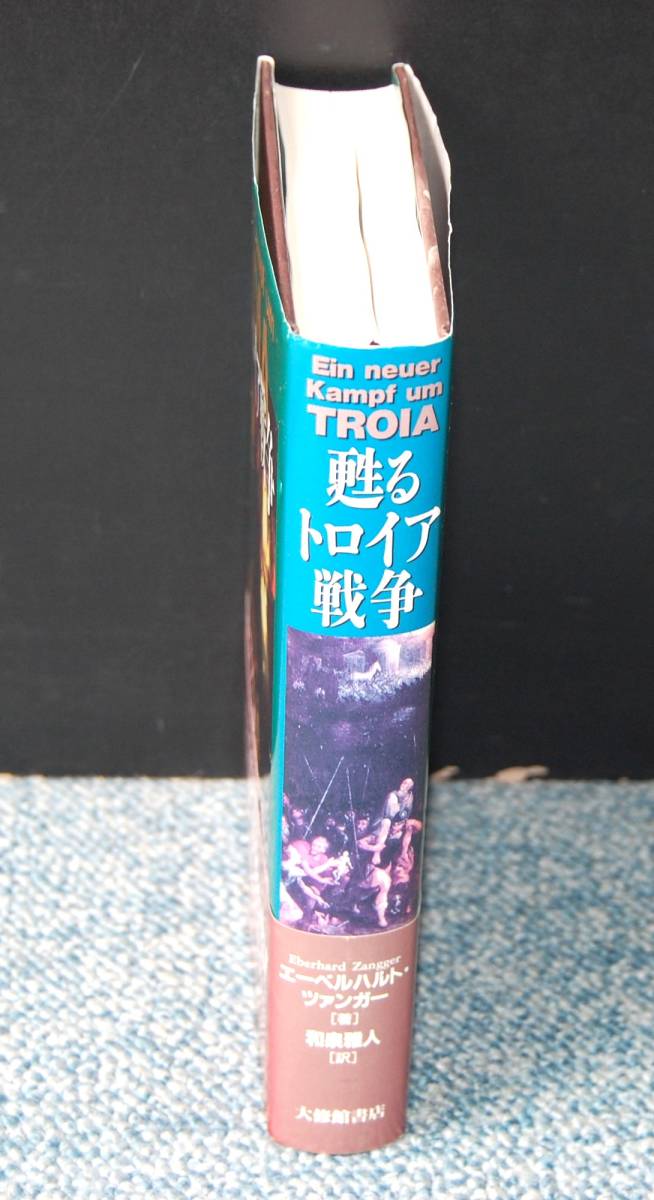 Ein neuer
Kampf um
TROIA
甦る
トロイア
戦争
Eberhard Zangger
エーベルハルト・
ツァンガー
[著]
和泉雅人
[訳]
大修館書店